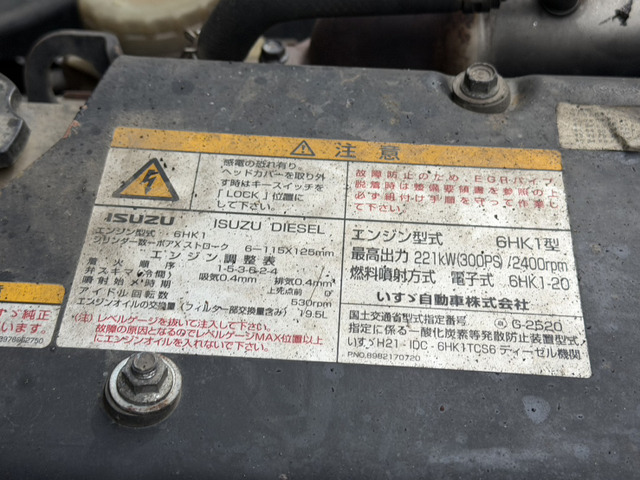 注意
感電の恐れ有り。
ヘッドカバーを取り外
す時はキースイッチを
「LOCK」位置に
して下さい。
故障防止のため EGRパイプ
脱着時は整備要領書を参照の上
必ず組付け手順を守って作業し
て下さい。
ISUZU ISUZU DIESEL
エンジン型式 6HK1
シリンダー数ーボア×ストローク 6-115×125mm
エンジン調整表
着火順序 1-5-3-6-2-4
弁スキマ(冷間) 吸気0.4mm 排気0.4mm
噴射始メ時期 上死点前 0°
アイドル回転数 530rpm
エンジンオイルの交換量(フィルター部交換量含み) 19.5L
(注)レベルゲージを抜いて注入して下さい。
故障の原因となるのでレベルゲージMAX位置以上
にエンジンオイルを入れないで下さい。
エンジン型式 6HK1型
最高出力 221kW(300PS)/2400rpm
燃料噴射方式 電子式 6HK1-20
いすゞ自動車株式会社
国土交通省型式指定番号 G-2520
指定に係る一酸化炭素等発散防止装置型式
いすゞH21-IDC-6HK1TCS6 ディーゼル機関
P.NO.8982170720
すゞ純正
います。
8976962750